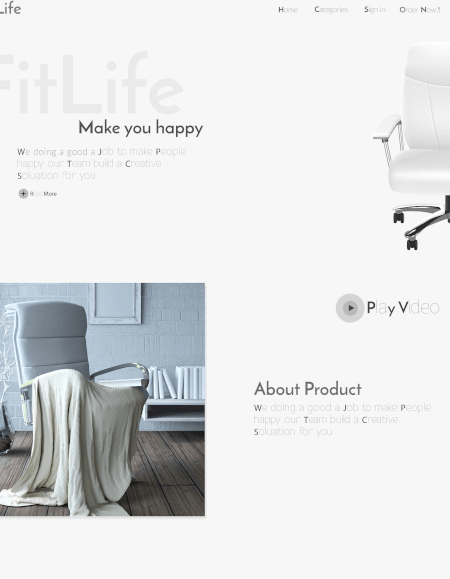 Life
Home Categories Sign in Order Now!!
FitLife
Make you happy
We doing a good a Job to make People
happy .our Team build a Creative
Soluation for you
More
Play Video
About Product
We doing a good a Job to make People
happy .our Team build a Creative
Soluation for you